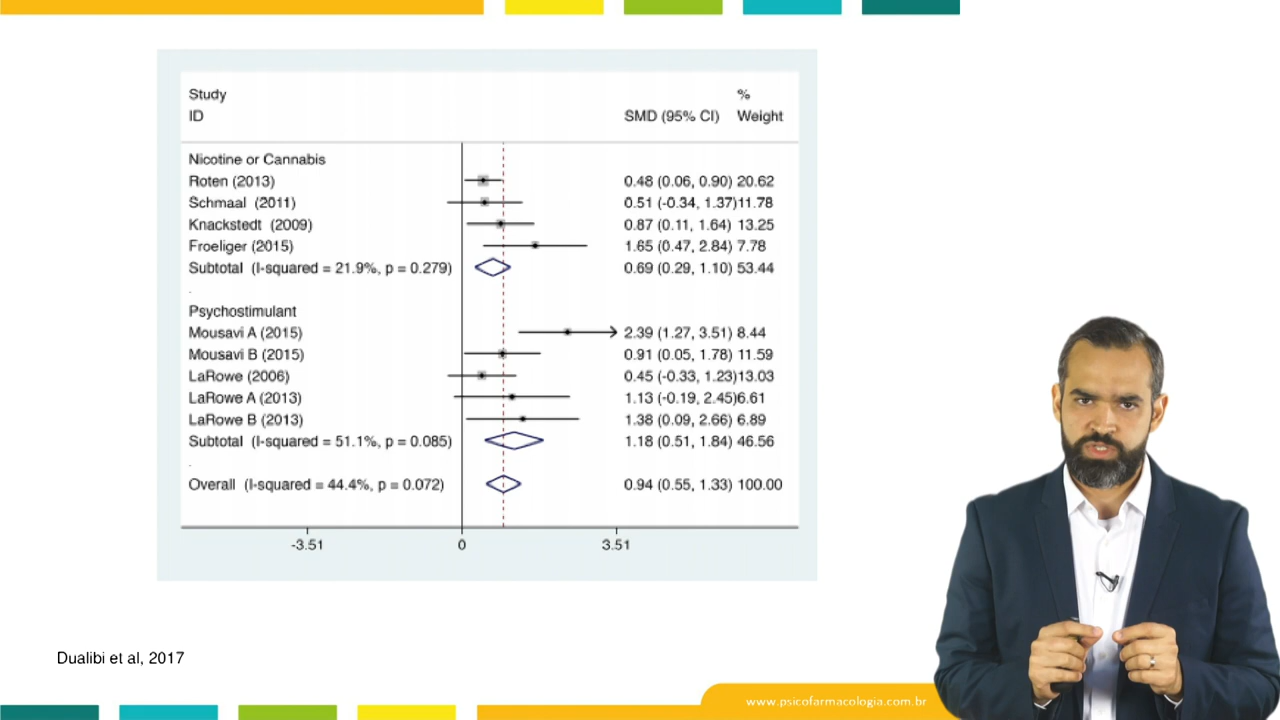 Study %
ID SMD (95% CI) Weight
Nicotine or Cannabis
Roten (2013) 0.48 (0.06, 0.90) 20.62
Schmaal (2011) 0.51 (-0.34, 1.37)11.78
Knackstedt (2009) 0.87 (0.11, 1.64) 13.25
Froeliger (2015) 1.65 (0.47, 2.84) 7.78
Subtotal (I-squared = 21.9%, p = 0.279) 0.69 (0.29, 1.10) 53.44
.
Psychostimulant
Mousavi A (2015) 2.39 (1.27, 3.51) 8.44
Mousavi B (2015) 0.91 (0.05, 1.78) 11.59
LaRowe (2006) 0.45 (-0.33, 1.23)13.03
LaRowe A (2013) 1.13 (-0.19, 2.45)6.61
LaRowe B (2013) 1.38 (0.09, 2.66) 6.89
Subtotal (I-squared = 51.1%, p = 0.085) 1.18 (0.51, 1.84) 46.56
.
Overall (I-squared = 44.4%, p = 0.072) 0.94 (0.55, 1.33) 100.00
-3.51 0 3.51
Dualibi et al, 2017
www.psicofarmacologia.com.br